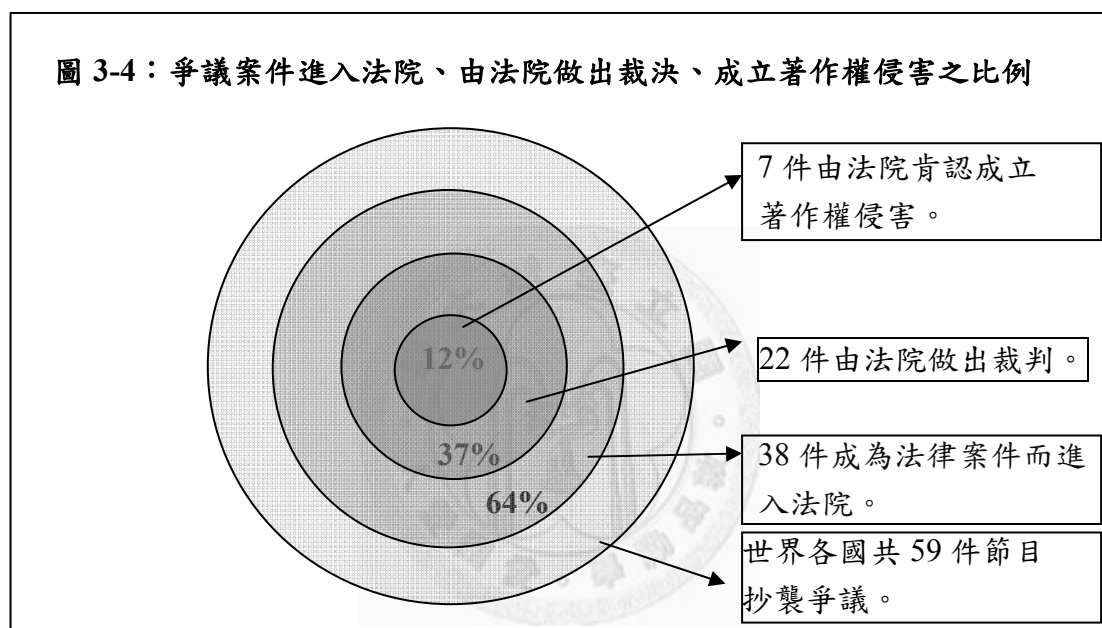 圖 3-4：爭議案件進入法院、由法院做出裁決、成立著作權侵害之比例
7 件由法院肯認成立
著作權侵害。
12%
22 件由法院做出裁判。
37%
38 件成為法律案件而進
入法院。
64%
世界各國共 59 件節目
抄襲爭議。